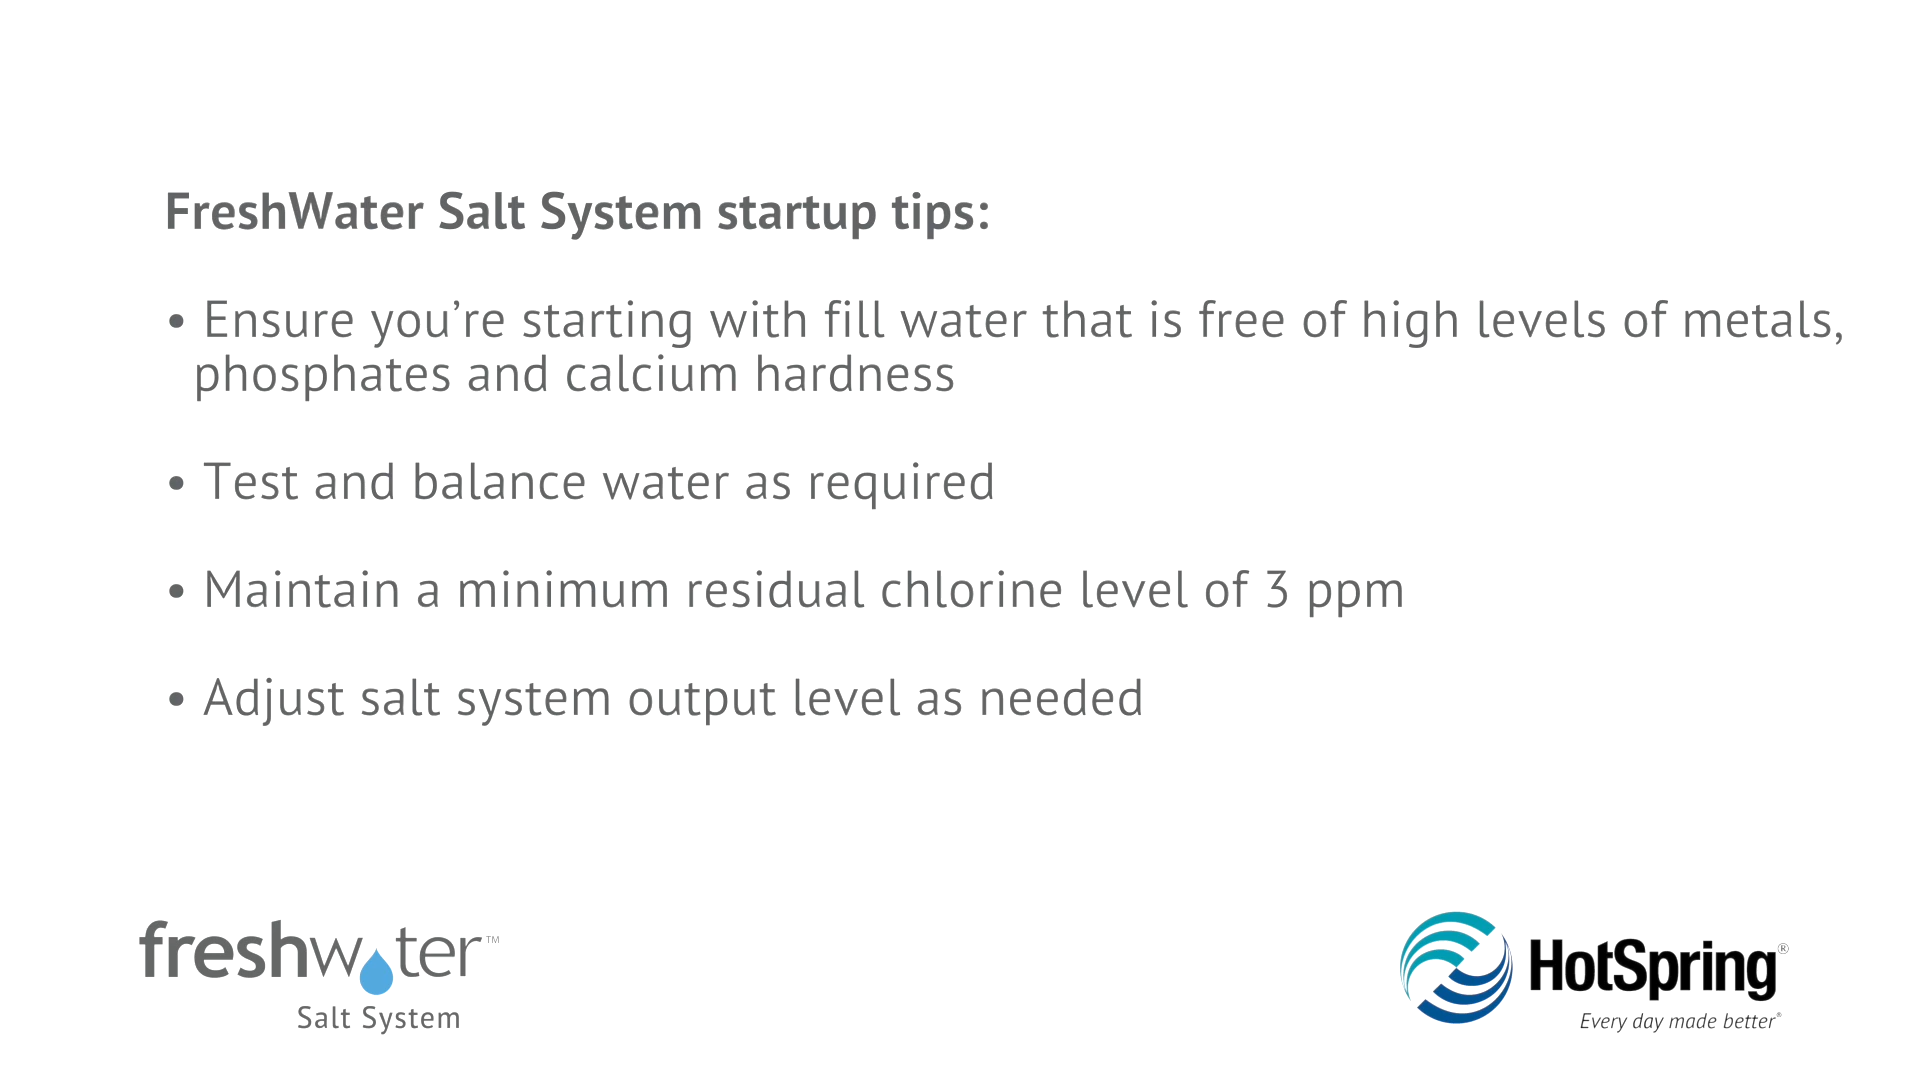 FreshWater Salt System startup tips:
• Ensure you’re starting with fill water that is free of high levels of metals,
phosphates and calcium hardness
• Test and balance water as required
• Maintain a minimum residual chlorine level of 3 ppm
• Adjust salt system output level as needed
freshwater™
Salt System
HotSpring®
Every day made better®